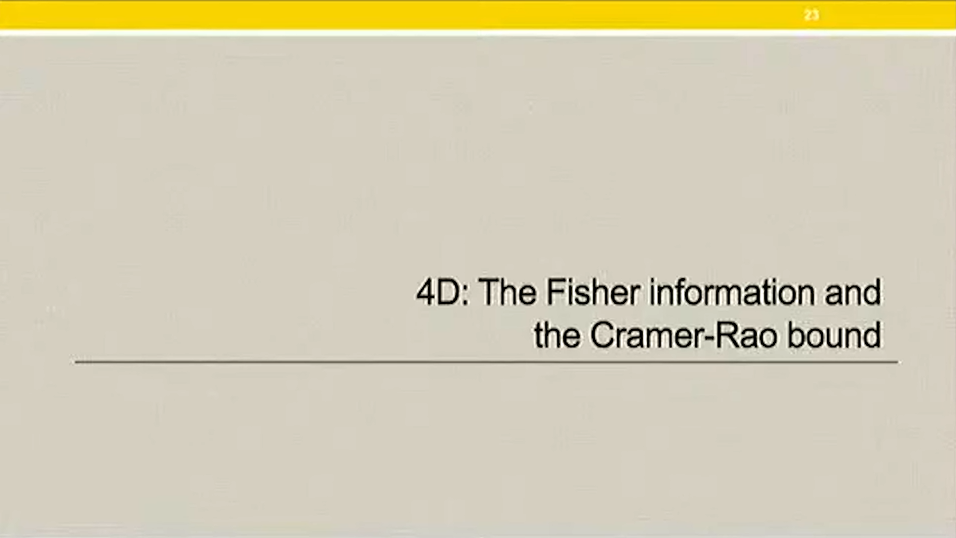 23
4D: The Fisher information and
the Cramer-Rao bound